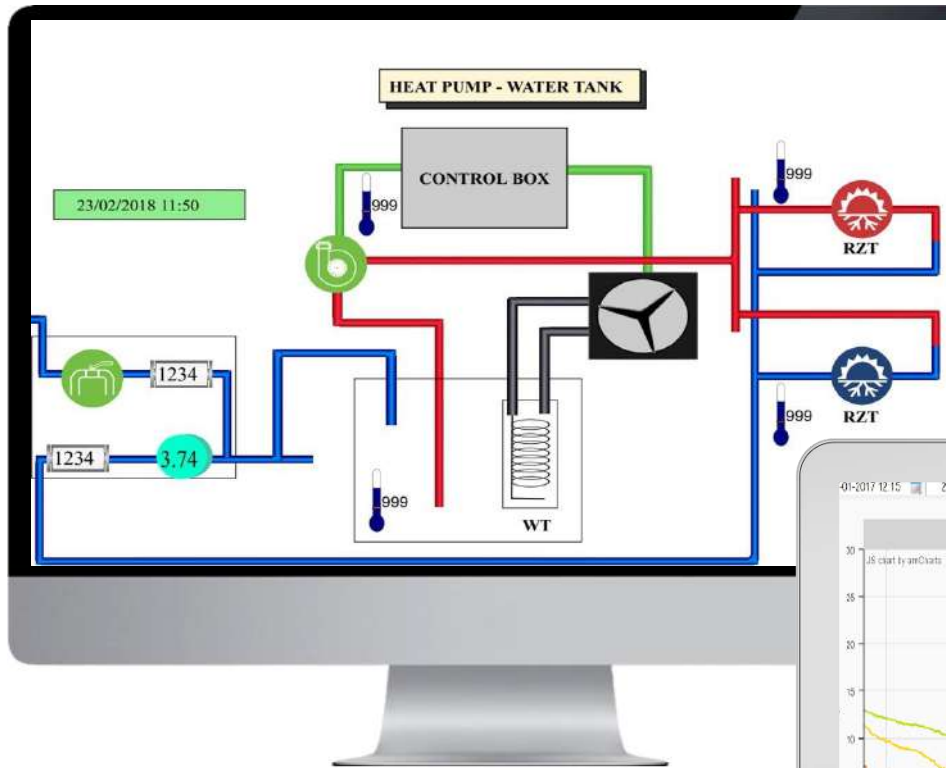 HEAT PUMP - WATER TANK
CONTROL BOX
23/02/2018 11:50
999
999
RZT
1234
1234
3.74
999
RZT
999
WT
-01-2017 12:15
JS chart by amCharts
30
25
20
15
10